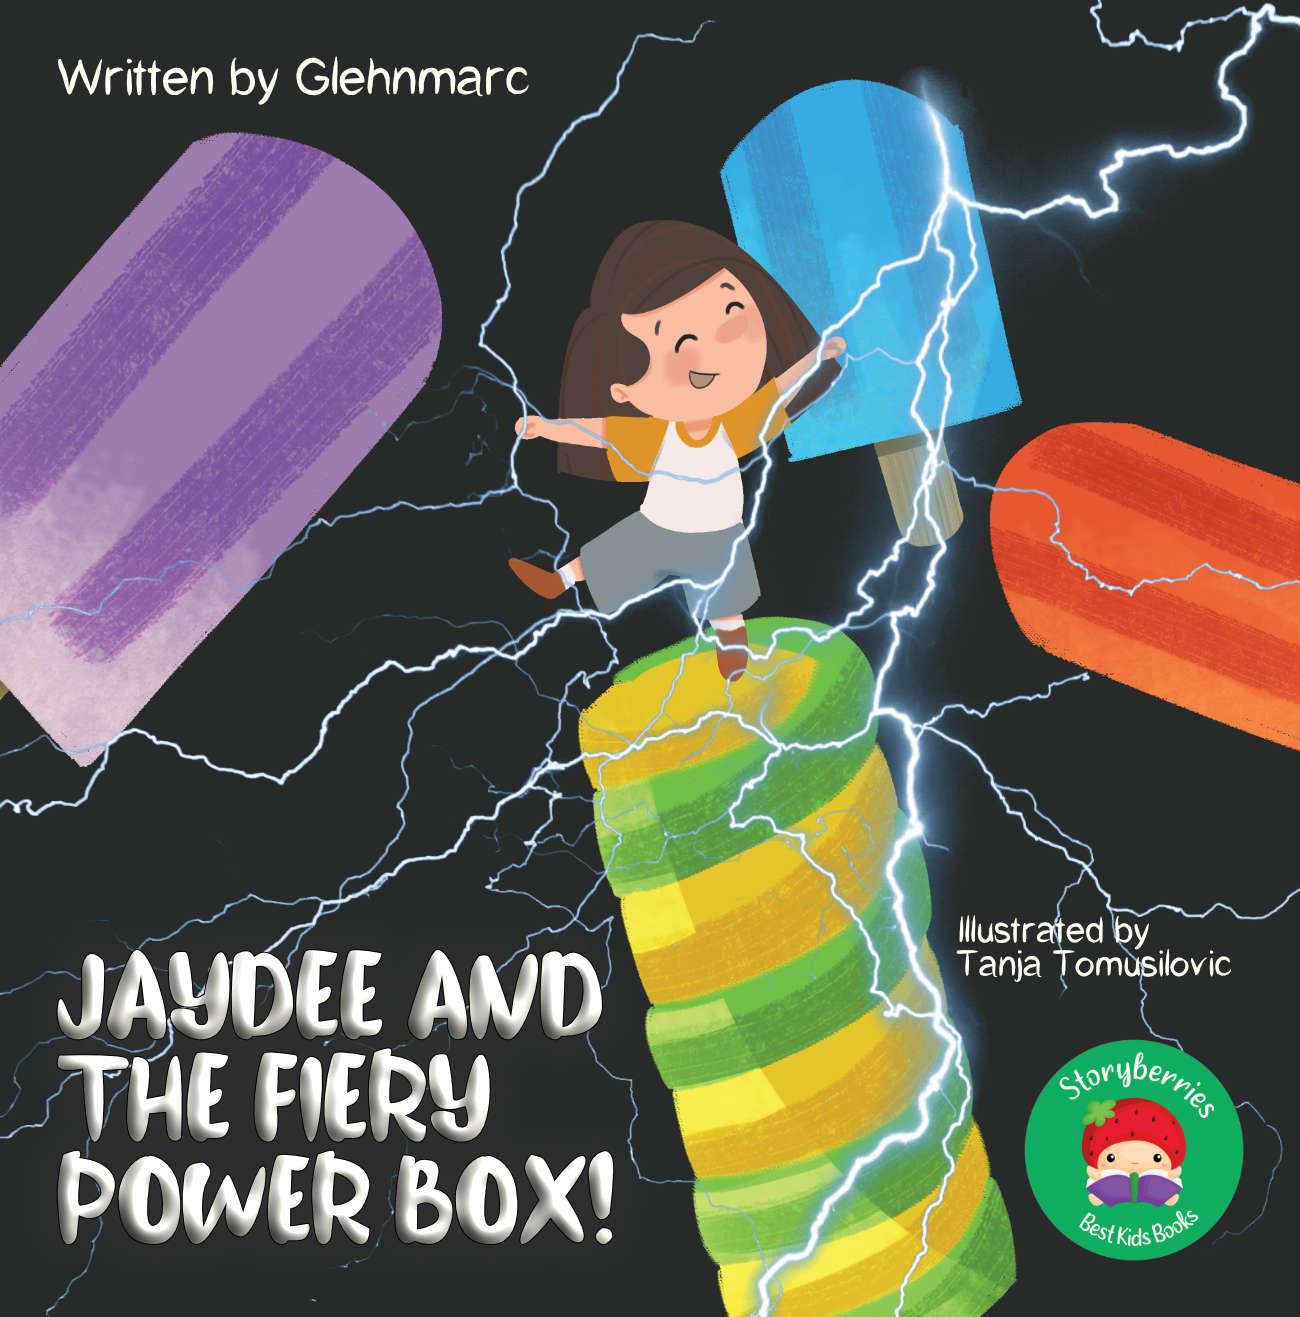 Written by Glehnmarc
JAYDEE AND
THE FIERY
POWER BOX!
Illustrated by
Tanja Tomusilovic
Storyberries
Best Kids Books